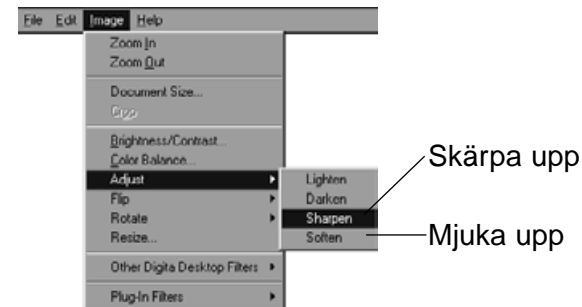 File Edit Image Help
Zoom In
Zoom Out
Document Size...
Crop
Brightness/Contrast...
Color Balance...
Adjust
Flip
Rotate
Resize...
Other Digita Desktop Filters
Plug-In Filters
Lighten
Darken
Sharpen
Soften
Skärpa upp
Mjuka upp